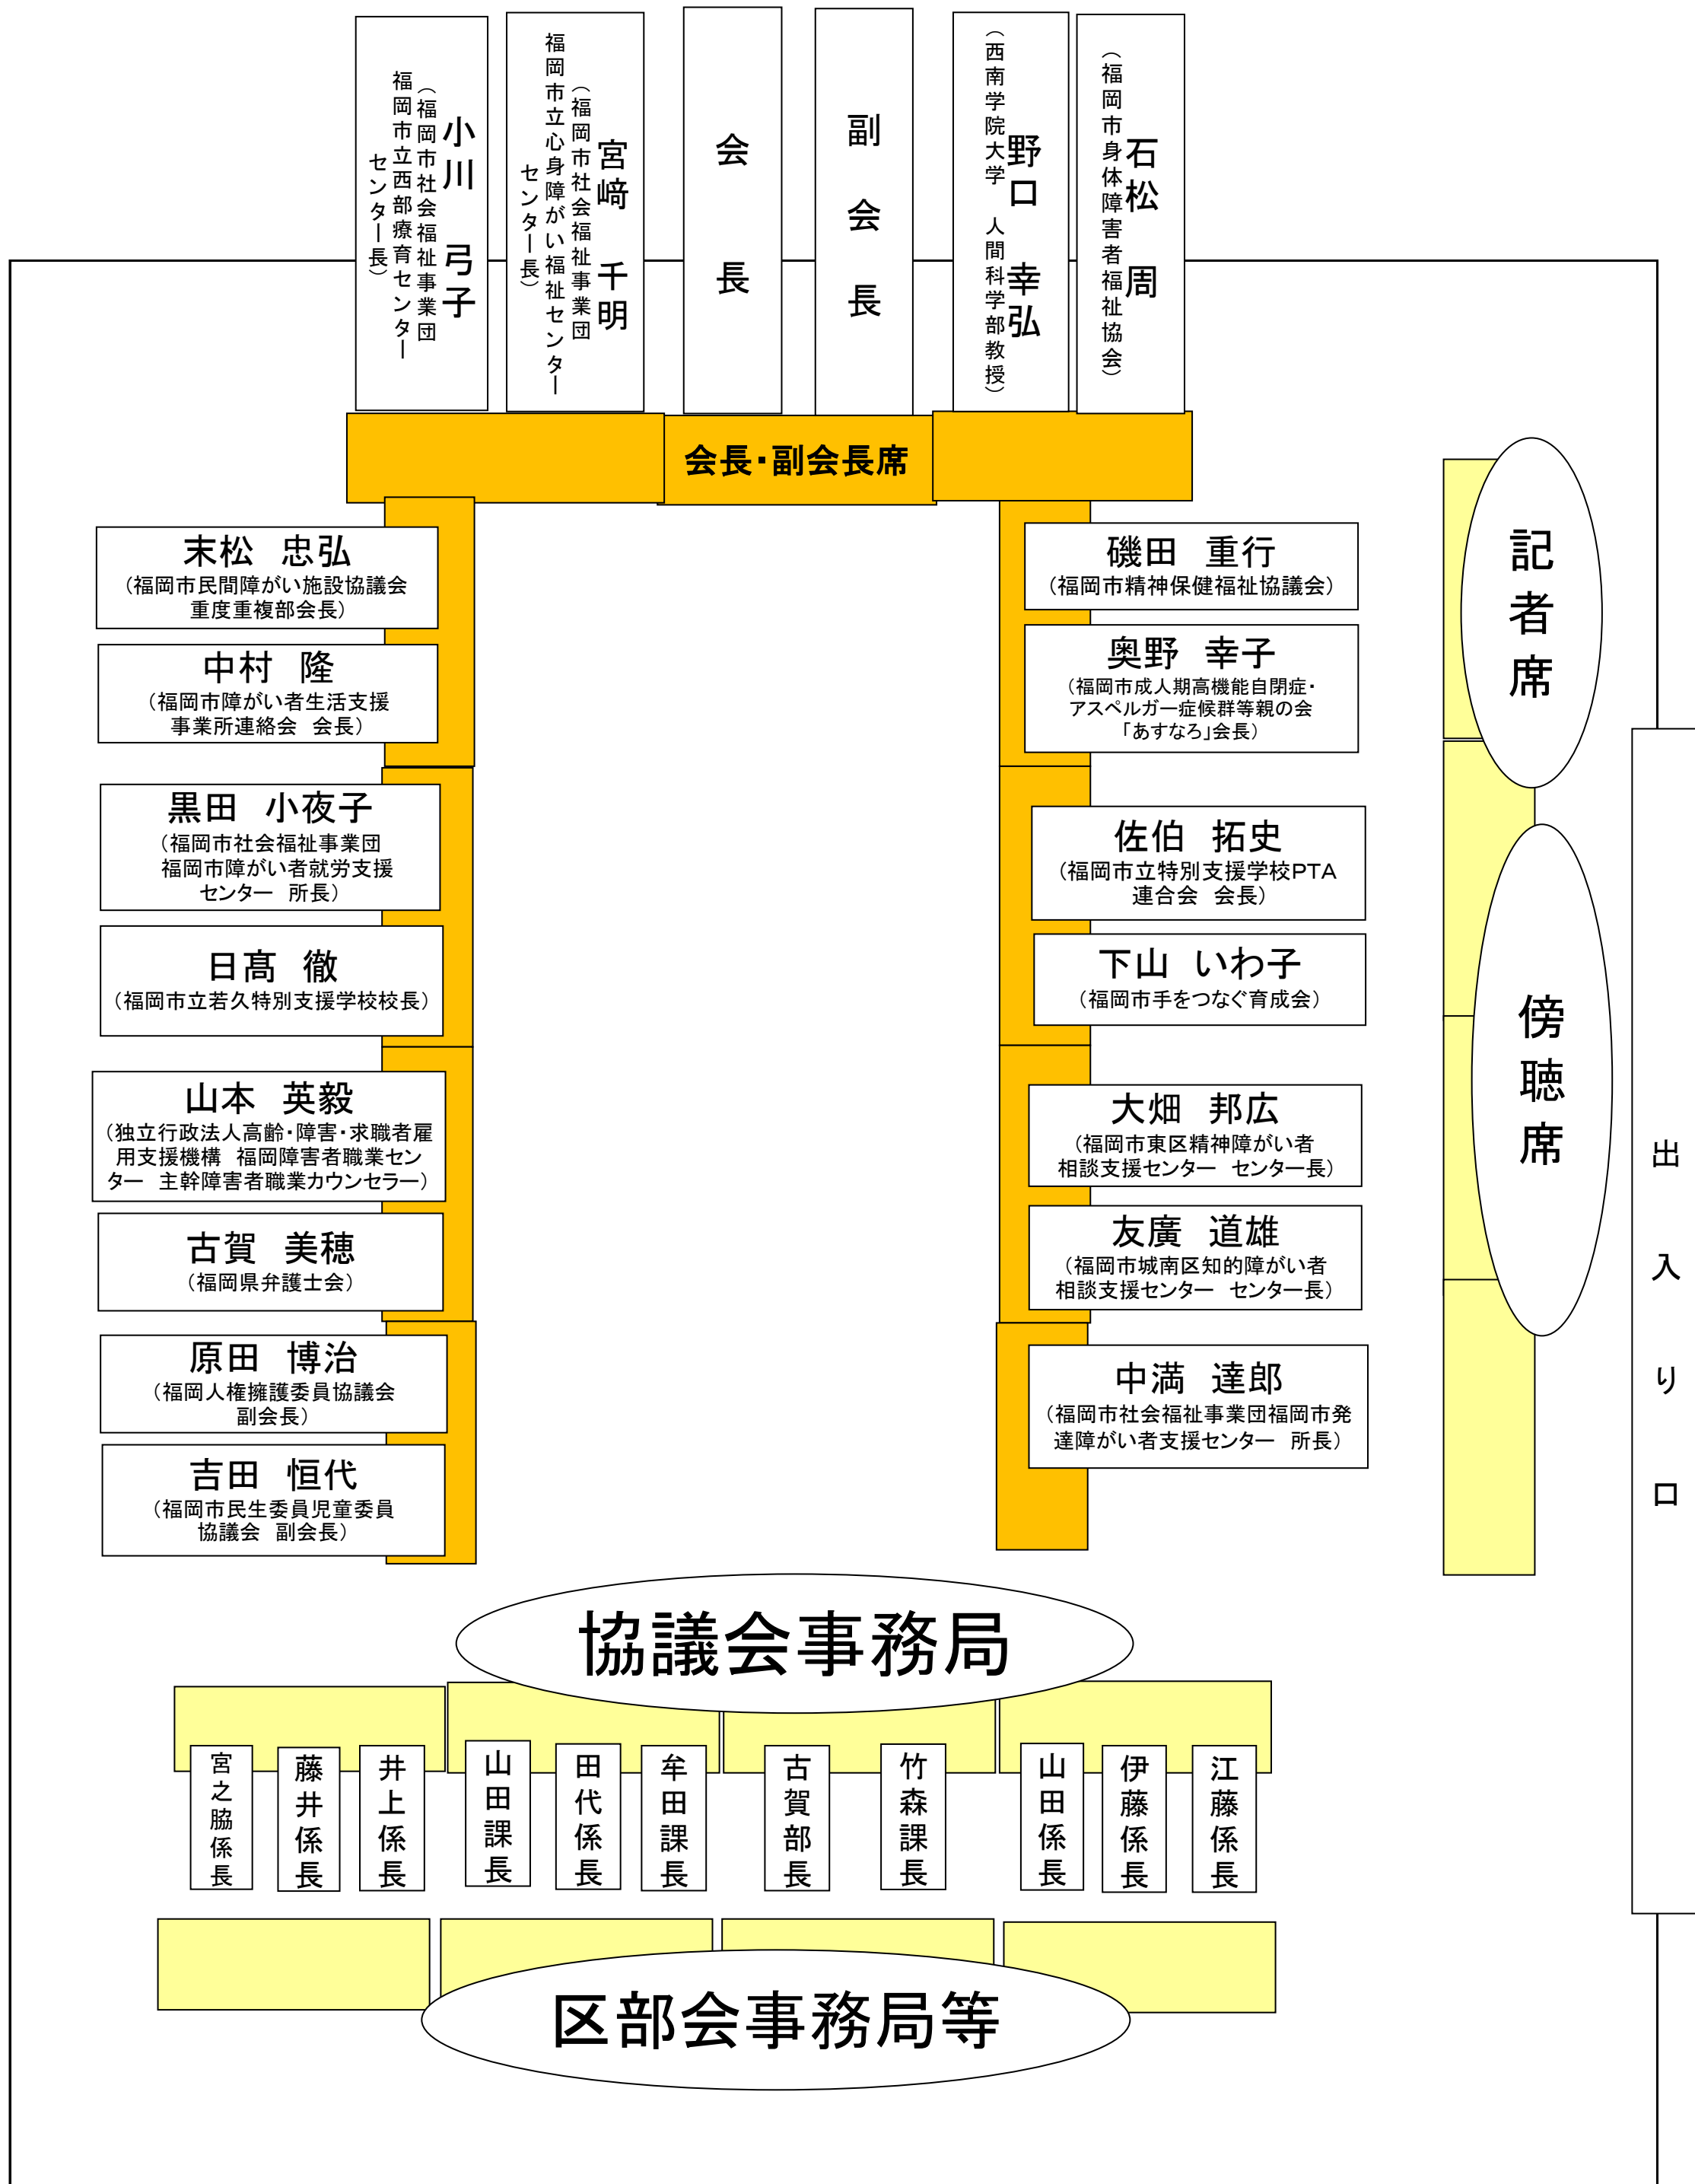 小川　弓子
（福岡市社会福祉事業団
福岡市立西部療育センター
センター長）
宮﨑　千明
（福岡市社会福祉事業団
福岡市立心身障がい福祉センター
センター長）
会長
副会長
野口　幸弘
（西南学院大学　人間科学部教授）
石松　周
（福岡市身体障害者福祉協会）
会長・副会長席
末松　忠弘
（福岡市民間障がい施設協議会
重度重複部会長）
中村　隆
（福岡市障がい者生活支援
事業所連絡会　会長）
黒田　小夜子
（福岡市社会福祉事業団
福岡市障がい者就労支援
センター　所長）
日髙　徹
（福岡市立若久特別支援学校校長）
山本　英毅
（独立行政法人高齢・障害・求職者雇
用支援機構　福岡障害者職業セン
ター　主幹障害者職業カウンセラー）
古賀　美穂
（福岡県弁護士会）
原田　博治
（福岡人権擁護委員協議会
副会長）
吉田　恒代
（福岡市民生委員児童委員
協議会　副会長）
磯田　重行
（福岡市精神保健福祉協議会）
奥野　幸子
（福岡市成人期高機能自閉症・
アスペルガー症候群等親の会
「あすなろ」会長）
佐伯　拓史
（福岡市立特別支援学校PTA
連合会　会長）
下山　いわ子
（福岡市手をつなぐ育成会）
大畑　邦広
（福岡市東区精神障がい者
相談支援センター　センター長）
友廣　道雄
（福岡市城南区知的障がい者
相談支援センター　センター長）
中満　達郎
（福岡市社会福祉事業団福岡市発
達障がい者支援センター　所長）
記者席
傍聴席
出入り口
協議会事務局
宮之脇係長
藤井係長
井上係長
山田課長
田代係長
牟田課長
古賀部長
竹森課長
山田係長
伊藤係長
江藤係長
区部会事務局等